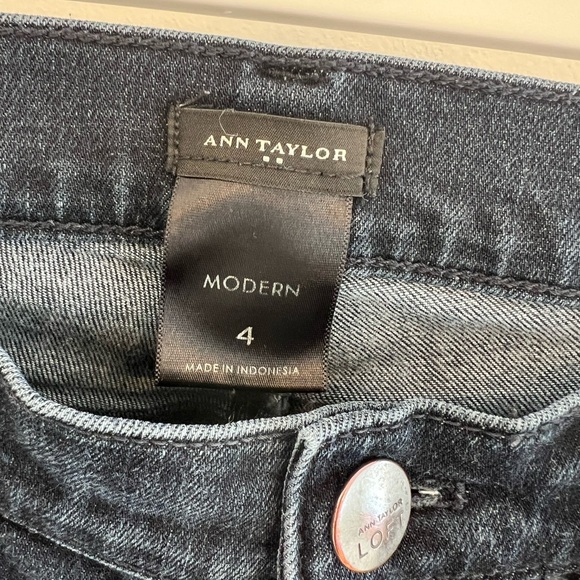 ANN TAYLOR
MODERN
4
MADE IN INDONESIA
ANN TAYLOR
LOFT